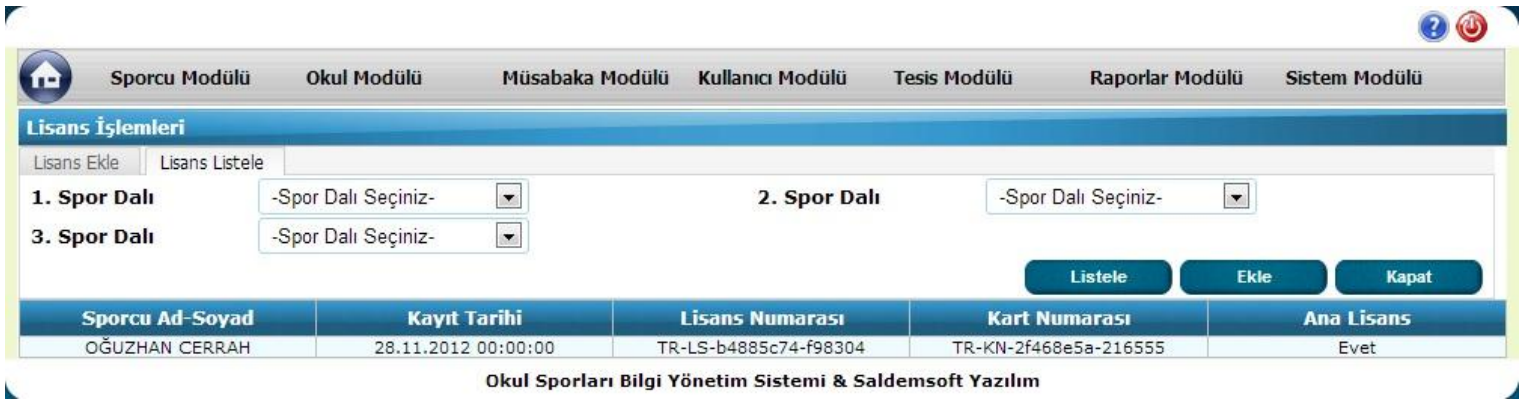 ?
Sporcu Modülü Okul Modülü Müsabaka Modülü Kullanıcı Modülü Tesis Modülü Raporlar Modülü Sistem Modülü
Lisans İşlemleri
Lisans Ekle Lisans Listele
1. Spor Dalı -Spor Dalı Seçiniz- 2. Spor Dalı -Spor Dalı Seçiniz-
3. Spor Dalı -Spor Dalı Seçiniz-
Listele Ekle Kapat
Sporcu Ad-Soyad Kayıt Tarihi Lisans Numarası Kart Numarası Ana Lisans
OĞUZHAN CERRAH 28.11.2012 00:00:00 TR-LS-b4885c74-f98304 TR-KN-2f468e5a-216555 Evet
Okul Sporları Bilgi Yönetim Sistemi & Saldemsoft Yazılım